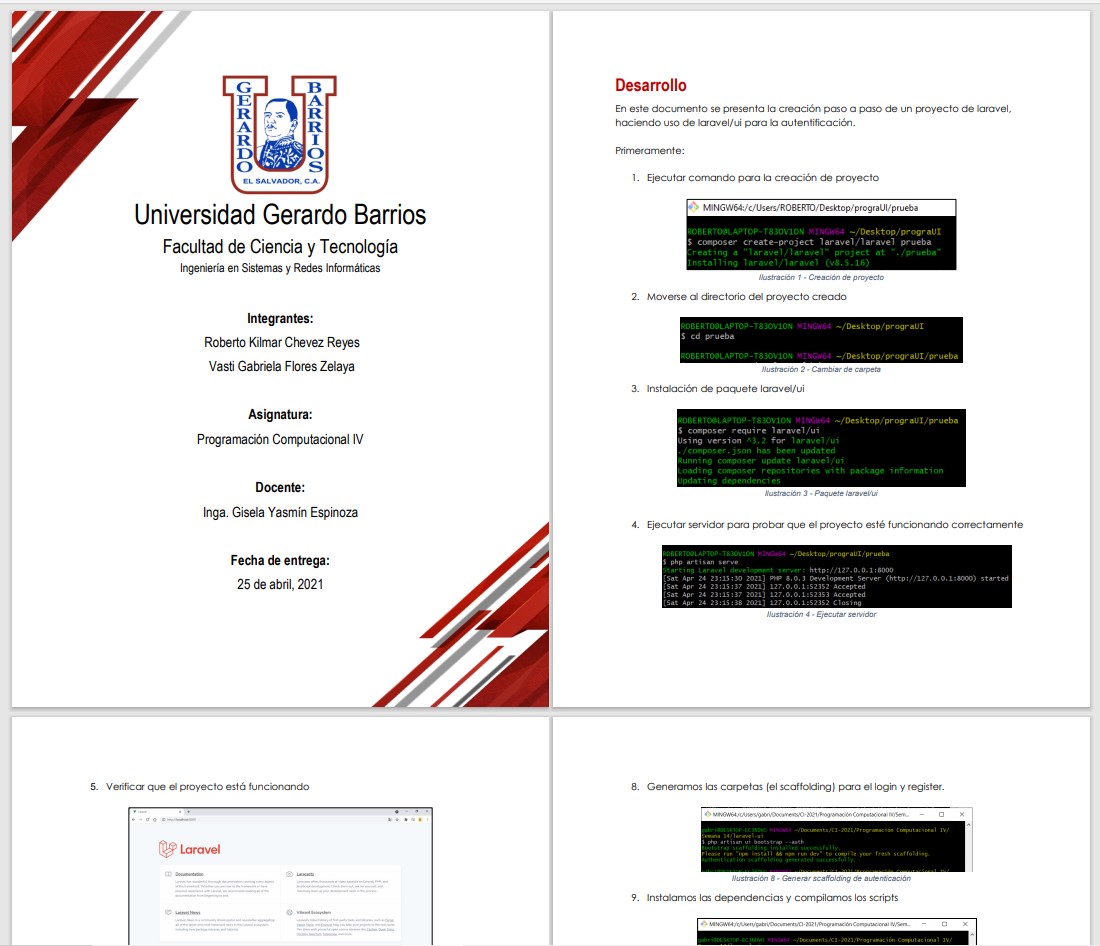 GERARDO
BARRIOS
EL SALVADOR, C.A.
Universidad Gerardo Barrios
Facultad de Ciencia y Tecnología
Ingeniería en Sistemas y Redes Informáticas
Integrantes:
Roberto Kilmar Chevez Reyes
Vasti Gabriela Flores Zelaya
Asignatura:
Programación Computacional IV
Docente:
Inga. Gisela Yasmín Espinoza
Fecha de entrega:
25 de abril, 2021
Desarrollo
En este documento se presenta la creación paso a paso de un proyecto de laravel,
haciendo uso de laravel/ui para la autentificación.
Primeramente:
1. Ejecutar comando para la creación de proyecto
MINGW64:/c/Users/ROBERTO/Desktop/prograUI/prueba
ROBERTO@LAPTOP-T83OV1ON MINGW64 ~/Desktop/prograUI
$ composer create-project laravel/laravel prueba
Creating a "laravel/laravel" project at "./prueba"
Installing laravel/laravel (v8.5.16)
Ilustración 1 - Creación de proyecto
2. Moverse al directorio del proyecto creado
ROBERTO@LAPTOP-T83OV1ON MINGW64 ~/Desktop/prograUI
$ cd prueba
ROBERTO@LAPTOP-T83OV1ON MINGW64 ~/Desktop/prograUI/prueba
Ilustración 2 - Cambiar de carpeta
3. Instalación de paquete laravel/ui
ROBERTO@LAPTOP-T83OV1ON MINGW64 ~/Desktop/prograUI/prueba
$ composer require laravel/ui
Using version ^3.2 for laravel/ui
./composer.json has been updated
Running composer update laravel/ui
Loading composer repositories with package information
Updating dependencies
Ilustración 3 - Paquete laravel/ui
4. Ejecutar servidor para probar que el proyecto esté funcionando correctamente
ROBERTO@LAPTOP-T83OV1ON MINGW64 ~/Desktop/prograUI/prueba
$ php artisan serve
Starting Laravel development server: http://127.0.0.1:8000
[Sat Apr 24 23:15:30 2021] PHP 8.0.3 Development Server (http://127.0.0.1:8000) started
[Sat Apr 24 23:15:37 2021] 127.0.0.1:52352 Accepted
[Sat Apr 24 23:15:37 2021] 127.0.0.1:52353 Accepted
[Sat Apr 24 23:15:38 2021] 127.0.0.1:52352 Closing
Ilustración 4 - Ejecutar servidor
5. Verificar que el proyecto está funcionando
Laravel
Documentation
Laracasts
Laravel News
Vibrant Ecosystem
8. Generamos las carpetas (el scaffolding) para el login y register.
MINGW64:/c/Users/gabri/Documents/CI-2021/Programación Computacional IV/Sem...
MINGW64 ~/Documents/CI-2021/Programación Computacional IV/
Semana 14/laravel-ui
$ php artisan ui bootstrap --auth
Bootstrap scaffolding installed successfully.
Please run "npm install && npm run dev" to compile your fresh scaffolding.
Authentication scaffolding generated successfully.
Ilustración 8 - Generar scaffolding de autenticación
9. Instalamos las dependencias y compilamos los scripts
MINGW64:/c/Users/gabri/Documents/CI-2021/Programación Computacional IV/Sem...
MINGW64 ~/Documents/CI-2021/Programación Computacional IV/